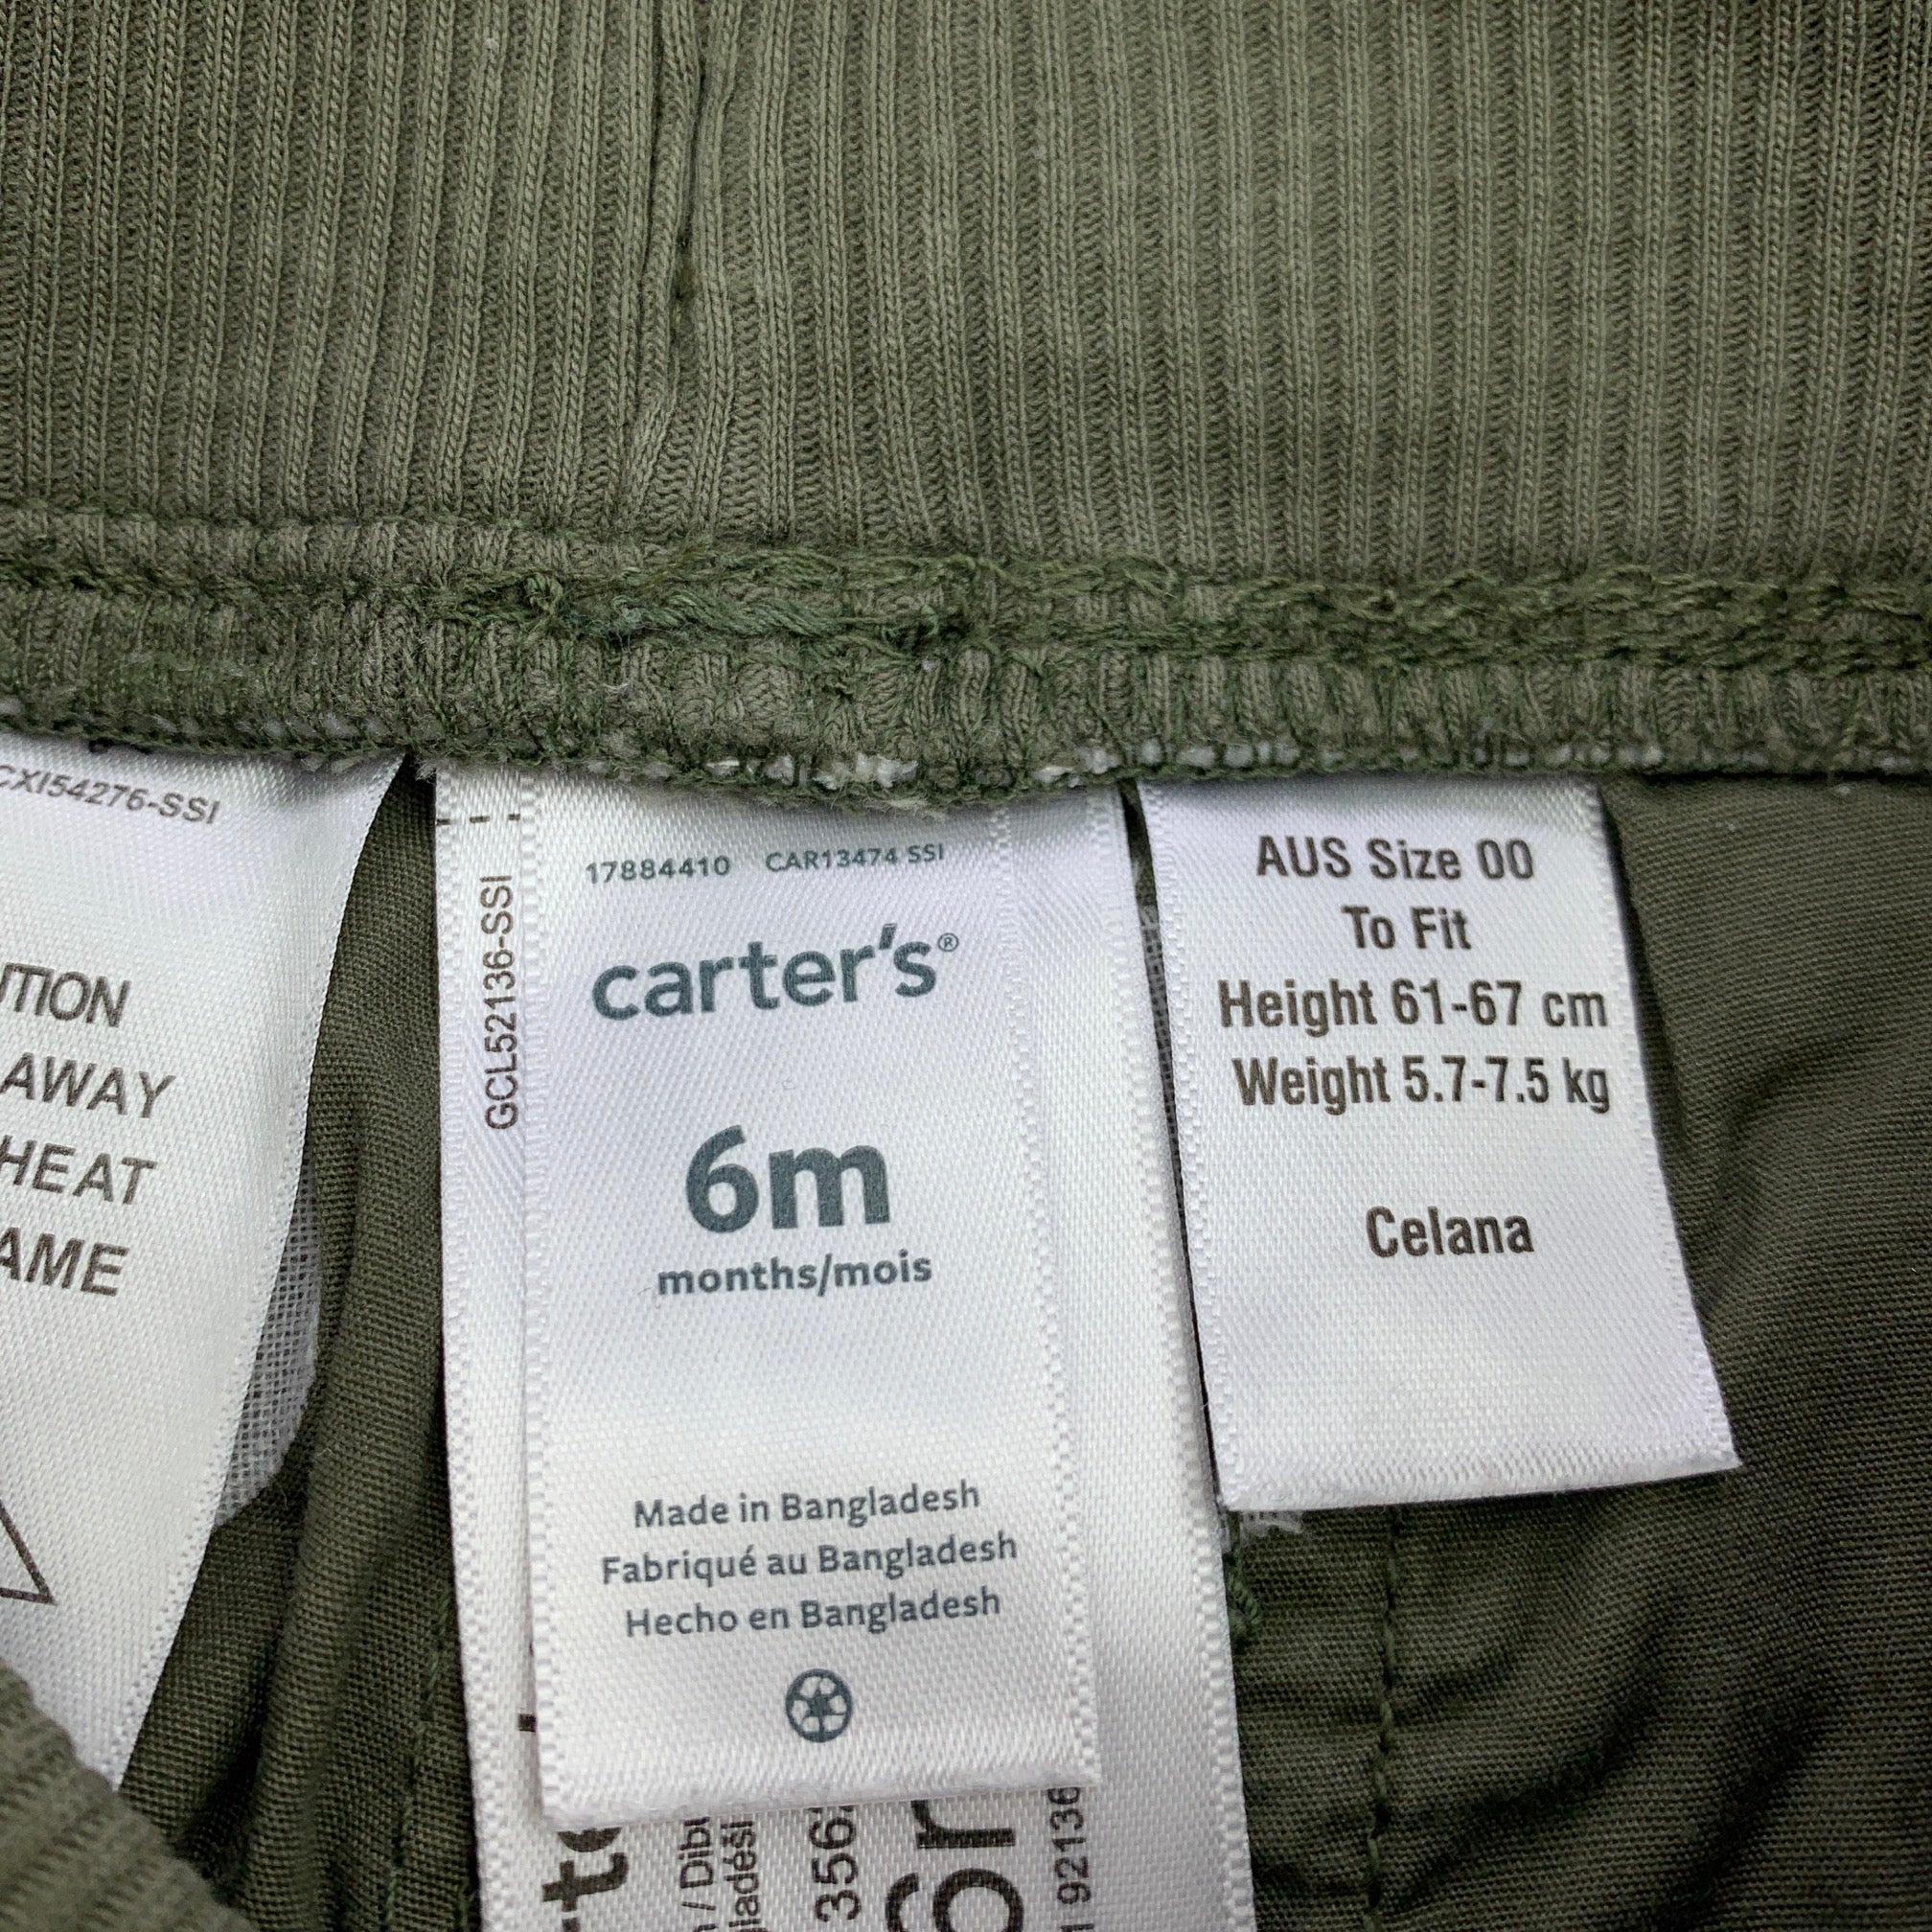 CXI54276-SSI
AWAY
HEAT
GCL52136-SSI
17884410 CAR13474 SSI
carter's®
6m
months/mois
Made in Bangladesh
Fabriqué au Bangladesh
Hecho en Bangladesh
AUS Size 00
To Fit
Height 61-67 cm
Weight 5.7-7.5 kg
Celana